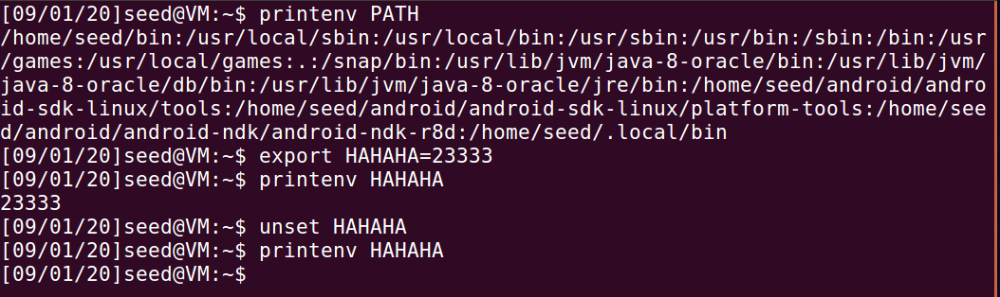 [09/01/20]seed@VM:~$ printenv PATH
/home/seed/bin:/usr/local/sbin:/usr/local/bin:/usr/sbin:/usr/bin:/sbin:/bin:/usr
/games:/usr/local/games:.:/snap/bin:/usr/lib/jvm/java-8-oracle/bin:/usr/lib/jvm/
java-8-oracle/db/bin:/usr/lib/jvm/java-8-oracle/jre/bin:/home/seed/android/andro
id-sdk-linux/tools:/home/seed/android/android-sdk-linux/platform-tools:/home/see
d/android/android-ndk/android-ndk-r8d:/home/seed/.local/bin
[09/01/20]seed@VM:~$ export HAHAHA=23333
[09/01/20]seed@VM:~$ printenv HAHAHA
23333
[09/01/20]seed@VM:~$ unset HAHAHA
[09/01/20]seed@VM:~$ printenv HAHAHA
[09/01/20]seed@VM:~$